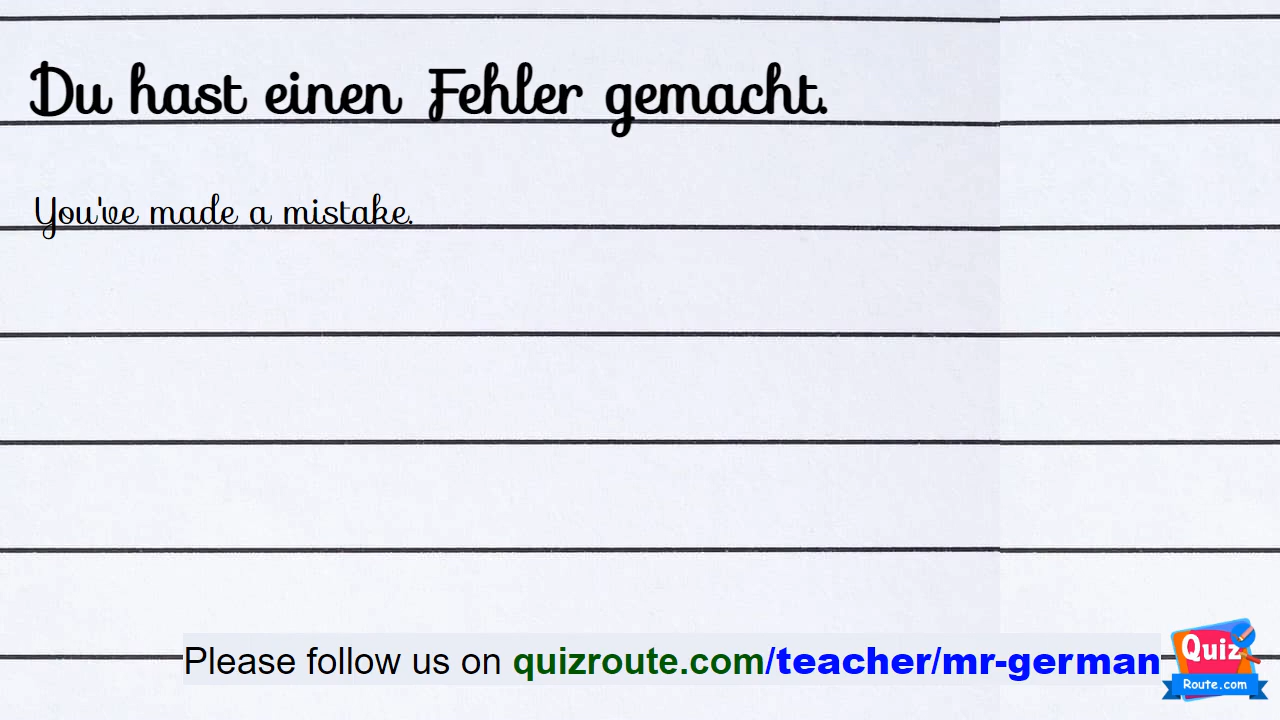 Du hast einen Fehler gemacht.
You've made a mistake.
Please follow us on quizroute.com/teacher/mr-german
Quiz
Route.com